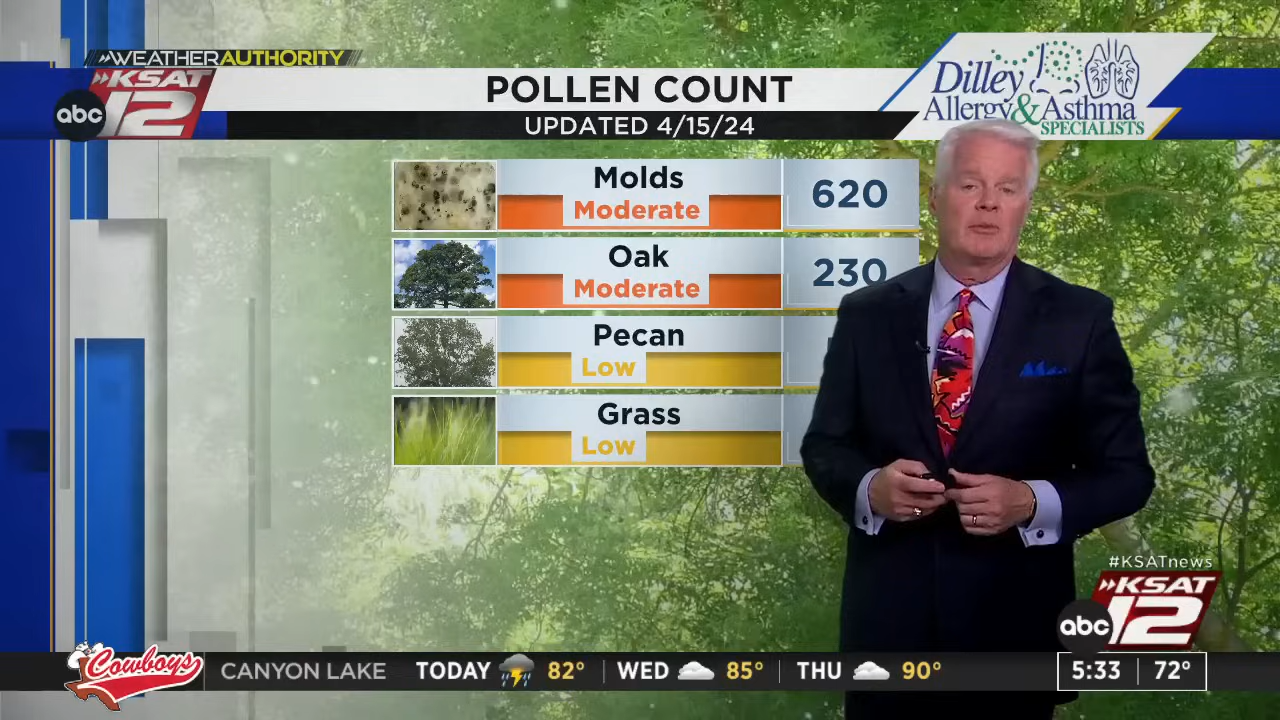 WEATHER AUTHORITY
KSAT
abc 12
POLLEN COUNT
UPDATED 4/15/24
Dilley
Allergy & Asthma
SPECIALISTS
Molds
Moderate
620
Oak
Moderate
230
Pecan
Low
Grass
Low
#KSATnews
KSAT
abc 12
Cowboys
CANYON LAKE TODAY 82° WED 85° THU 90°
5:33 72°